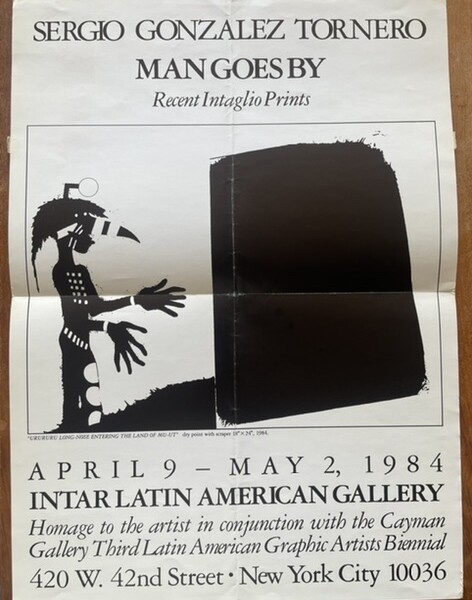 SERGIO GONZALEZ TORNERO
MAN GOES BY
Recent Intaglio Prints
"URUKURU LONG-NOSE ENTERING THE LAND OF MU-UT" dry point with scraper 18" × 24", 1984.
APRIL 9 – MAY 2, 1984
INTAR LATIN AMERICAN GALLERY
Homage to the artist in conjunction with the Cayman
Gallery Third Latin American Graphic Artists Biennial
420 W. 42nd Street · New York City 10036